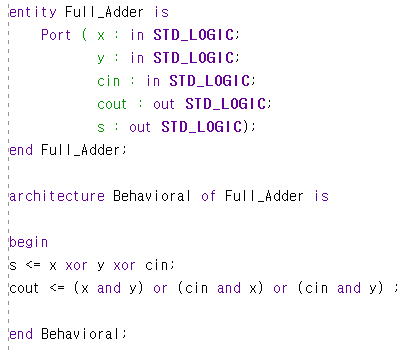 entity Full_Adder is
Port ( x : in STD_LOGIC;
y : in STD_LOGIC;
cin : in STD_LOGIC;
cout : out STD_LOGIC;
s : out STD_LOGIC);
end Full_Adder;
architecture Behavioral of Full_Adder is
begin
s <= x xor y xor cin;
cout <= (x and y) or (cin and x) or (cin and y) ;
end Behavioral;